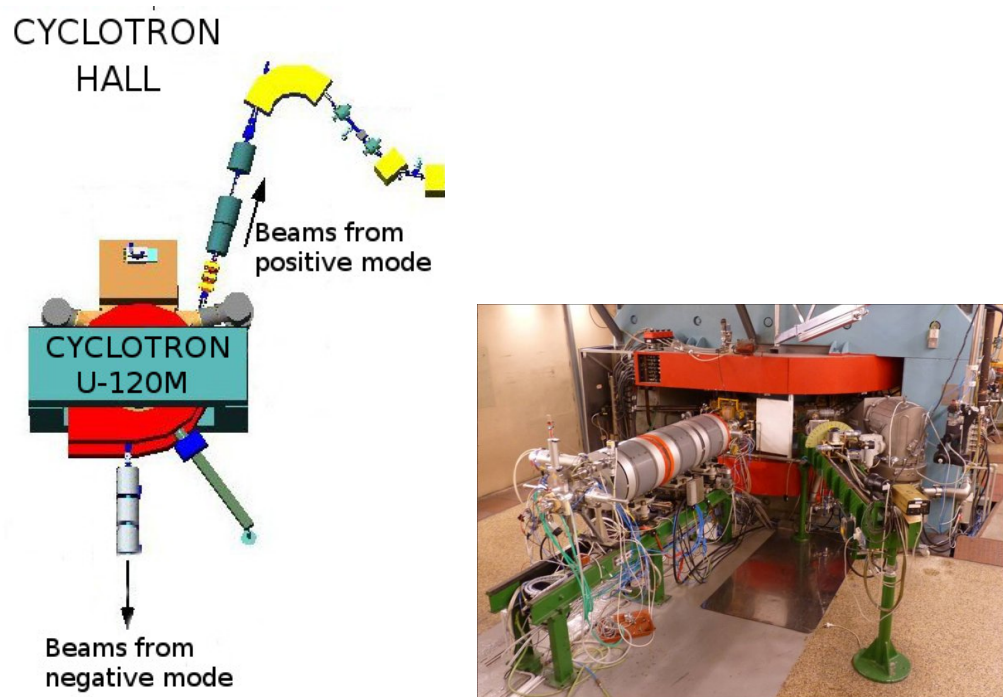 CYCLOTRON
HALL
Beams from
positive mode
CYCLOTRON
U-120M
Beams from
negative mode